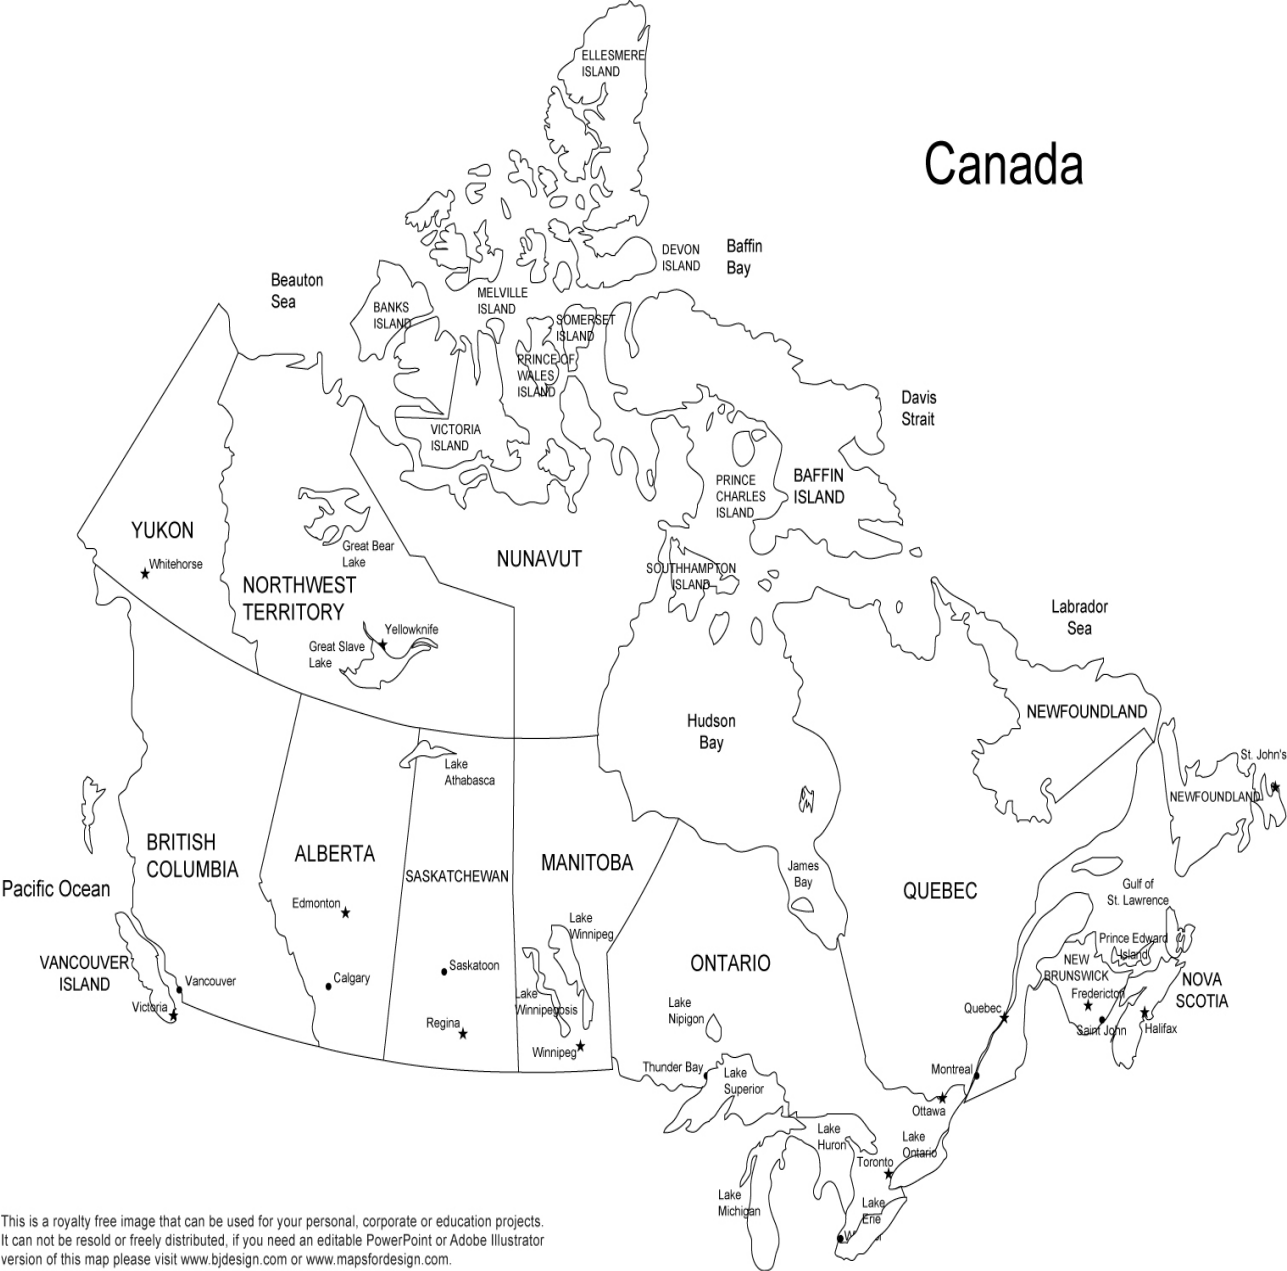 ELLESMERE
ISLAND
Canada
DEVON
ISLAND
Baffin
Bay
Beauton
Sea
BANKS
ISLAND
MELVILLE
ISLAND
SOMERSET
ISLAND
PRINCE OF
WALES
ISLAND
VICTORIA
ISLAND
Davis
Strait
PRINCE
CHARLES
ISLAND
BAFFIN
ISLAND
YUKON
Whitehorse
Great Bear
Lake
NORTHWEST
TERRITORY
NUNAVUT
SOUTHHAMPTON
ISLAND
Labrador
Sea
Yellowknife
Great Slave
Lake
Hudson
Bay
NEWFOUNDLAND
St. John's
NEWFOUNDLAND
Lake
Athabasca
BRITISH
COLUMBIA
ALBERTA
SASKATCHEWAN
MANITOBA
James
Bay
QUEBEC
Gulf of
St. Lawrence
Pacific Ocean
Edmonton
Lake
Winnipeg
Prince Edward
Island
VANCOUVER
ISLAND
Vancouver
Victoria
Calgary
Saskatoon
Regina
Lake
Winnipegosis
Winnipeg
ONTARIO
Lake
Nipigon
NEW
BRUNSWICK
Fredericton
Saint John
NOVA
SCOTIA
Halifax
Quebec
Montreal
Ottawa
Thunder Bay
Lake
Superior
Lake
Huron
Lake
Ontario
Toronto
Lake
Michigan
Lake
Erie
This is a royalty free image that can be used for your personal, corporate or education projects.
It can not be resold or freely distributed, if you need an editable PowerPoint or Adobe Illustrator
version of this map please visit www.bjdesign.com or www.mapsfordesign.com.